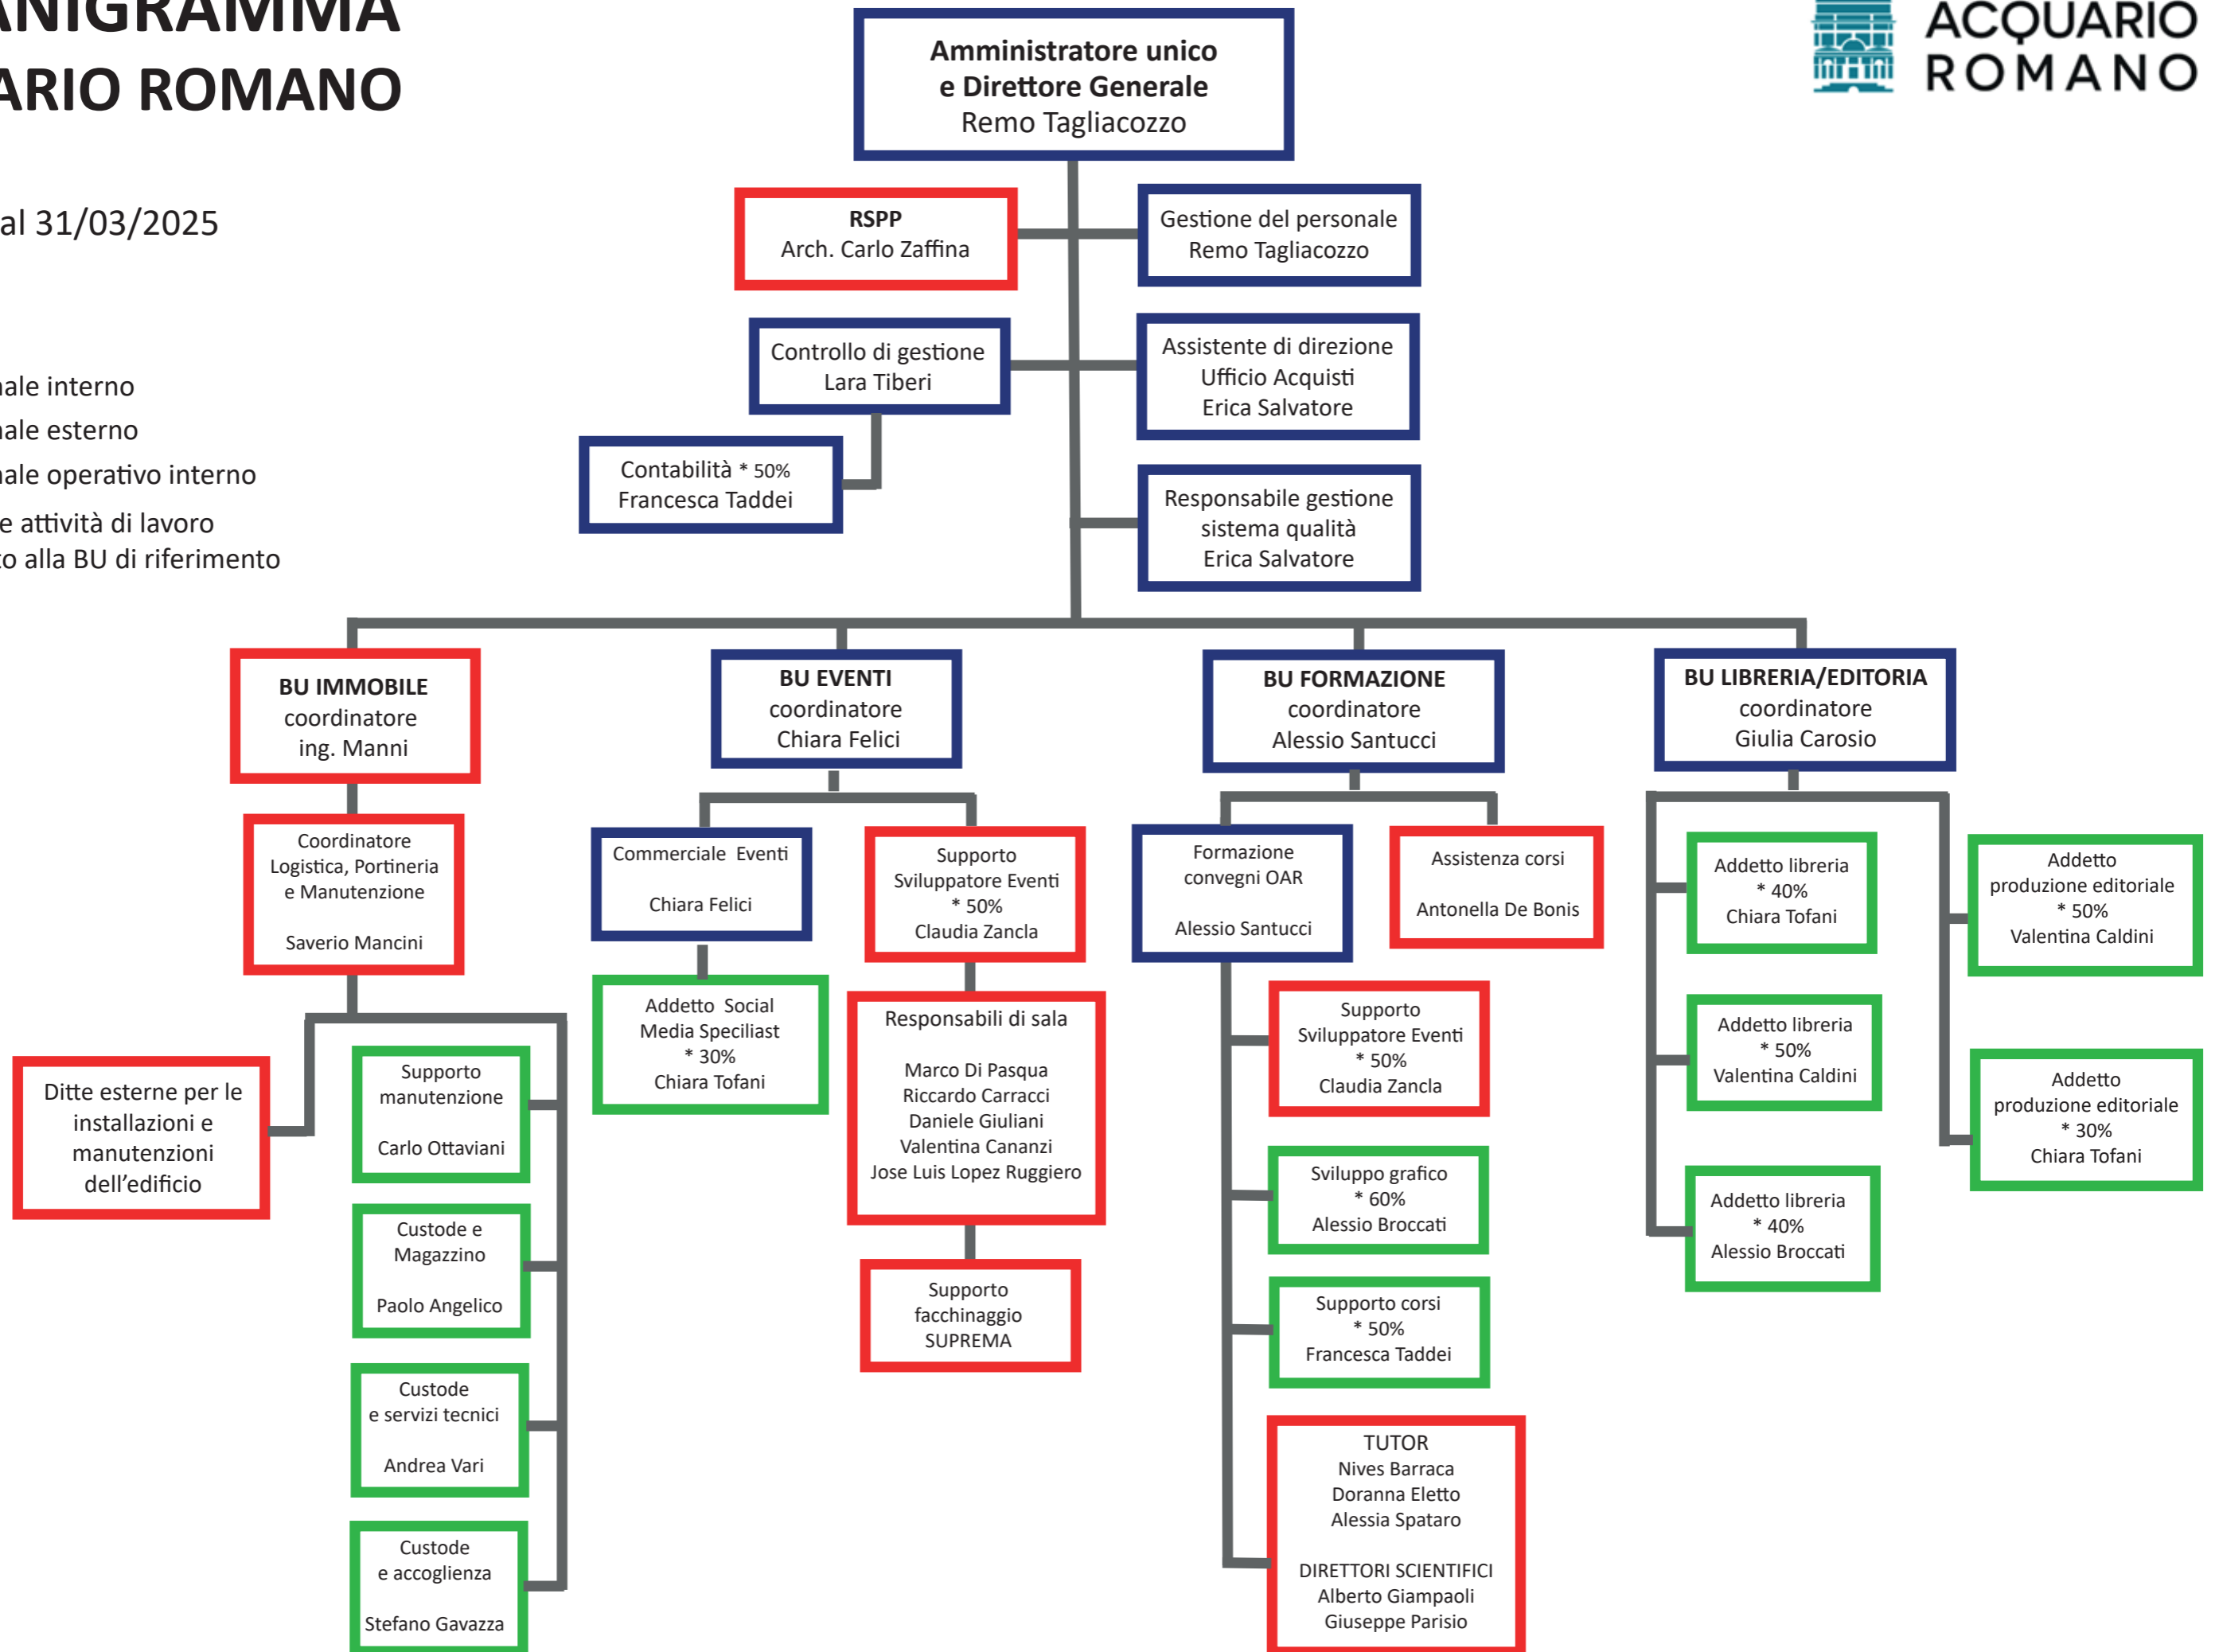 ANIGRAMMA
ARIO ROMANO
al 31/03/2025
ACQUARIO
ROMANO
Amministratore unico
e Direttore Generale
Remo Tagliacozzo
RSPP
Arch. Carlo Zaffina
Gestione del personale
Remo Tagliacozzo
Controllo di gestione
Lara Tiberi
Assistente di direzione
Ufficio Acquisti
Erica Salvatore
Contabilità * 50%
Francesca Taddei
Responsabile gestione
sistema qualità
Erica Salvatore
nale interno
nale esterno
nale operativo interno
e attività di lavoro
to alla BU di riferimento
BU IMMOBILE
coordinatore
ing. Manni
BU EVENTI
coordinatore
Chiara Felici
BU FORMAZIONE
coordinatore
Alessio Santucci
BU LIBRERIA/EDITORIA
coordinatore
Giulia Carosio
Coordinatore
Logistica, Portineria
e Manutenzione
Saverio Mancini
Ditte esterne per le
installazioni e
manutenzioni
dell’edificio
Supporto
manutenzione
Carlo Ottaviani
Custode e
Magazzino
Paolo Angelico
Custode
e servizi tecnici
Andrea Vari
Custode
e accoglienza
Stefano Gavazza
Commerciale Eventi
Chiara Felici
Addetto Social
Media Speciliast
* 30%
Chiara Tofani
Supporto
Sviluppatore Eventi
* 50%
Claudia Zancla
Responsabili di sala
Marco Di Pasqua
Riccardo Carracci
Daniele Giuliani
Valentina Cananzi
Jose Luis Lopez Ruggiero
Supporto
facchinaggio
SUPREMA
Formazione
convegni OAR
Alessio Santucci
Assistenza corsi
Antonella De Bonis
Supporto
Sviluppatore Eventi
* 50%
Claudia Zancla
Sviluppo grafico
* 60%
Alessio Broccati
Supporto corsi
* 50%
Francesca Taddei
TUTOR
Nives Barraca
Doranna Eletto
Alessia Spataro
DIRETTORI SCIENTIFICI
Alberto Giampaoli
Giuseppe Parisio
Addetto libreria
* 40%
Chiara Tofani
Addetto libreria
* 50%
Valentina Caldini
Addetto libreria
* 40%
Alessio Broccati
Addetto
produzione editoriale
* 50%
Valentina Caldini
Addetto
produzione editoriale
* 30%
Chiara Tofani